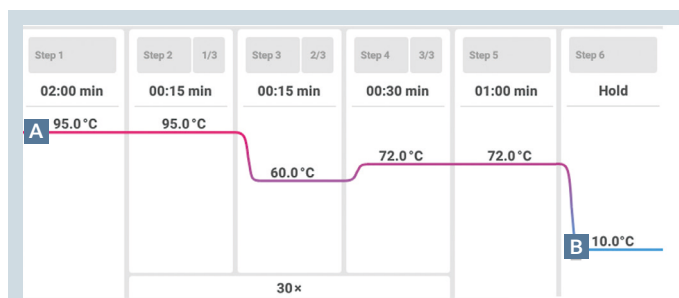 Step 1
Step 2 1/3
Step 3 2/3
Step 4 3/3
Step 5
Step 6
02:00 min
00:15 min
00:15 min
00:30 min
01:00 min
Hold
A
95.0°C
95.0°C
60.0°C
72.0°C
72.0°C
B
10.0°C
30×